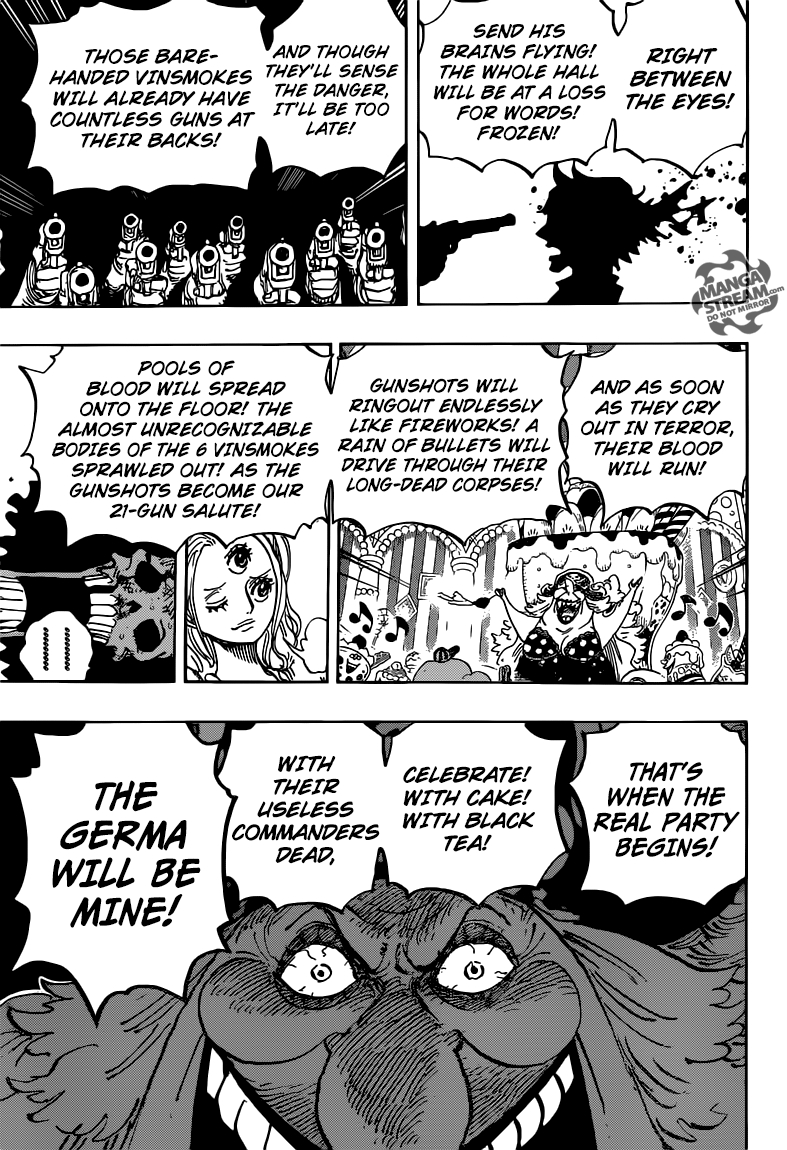 RIGHT
BETWEEN
THE EYES!
SEND HIS
BRAINS FLYING!
THE WHOLE HALL
WILL BE AT A LOSS
FOR WORDS!
FROZEN!
AND THOUGH
THEY'LL SENSE
THE DANGER,
IT'LL BE TOO
LATE!
THOSE BARE-
HANDED VINSMOKES
WILL ALREADY HAVE
COUNTLESS GUNS AT
THEIR BACKS!
MANGA
STREAM.com
DO NOT MIRROR
AND AS SOON
AS THEY CRY
OUT IN TERROR,
THEIR BLOOD
WILL RUN!
GUNSHOTS WILL
RINGOUT ENDLESSLY
LIKE FIREWORKS! A
RAIN OF BULLETS WILL
DRIVE THROUGH THEIR
LONG-DEAD CORPSES!
POOLS OF
BLOOD WILL SPREAD
ONTO THE FLOOR! THE
ALMOST UNRECOGNIZABLE
BODIES OF THE 6 VINSMOKES
SPRAWLED OUT! AS THE
GUNSHOTS BECOME OUR
21-GUN SALUTE!
THAT'S
WHEN THE
REAL PARTY
BEGINS!
CELEBRATE!
WITH CAKE!
WITH BLACK
TEA!
WITH
THEIR
USELESS
COMMANDERS
DEAD,
THE
GERMA
WILL BE
MINE!